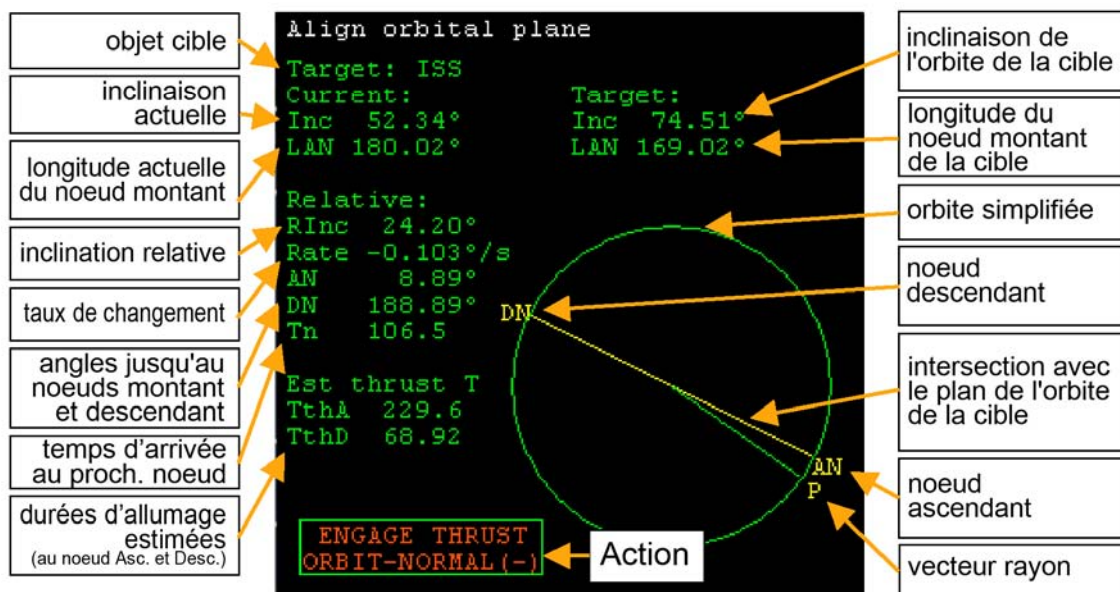 objet cible
inclinaison
actuelle
longitude actuelle
du noeud montant
inclination relative
taux de changement
angles jusqu'au
noeuds montant
et descendant
temps d'arrivée
au proch. noeud
durées d'allumage
estimées
(au noeud Asc. et Desc.)
Align orbital plane
Target: ISS
Current: Target:
Inc 52.34° Inc 74.51°
LAN 180.02° LAN 169.02°
Relative:
RInc 24.20°
Rate -0.103°/s
AN 8.89°
DN 188.89°
Tn 106.5
Est thrust T
TthA 229.6
TthD 68.92
DN
AN
P
ENGAGE THRUST
ORBIT-NORMAL(-)
Action
inclinaison de
l'orbite de la cible
longitude du
noeud montant
de la cible
orbite simplifiée
noeud
descendant
intersection avec
le plan de l'orbite
de la cible
noeud
ascendant
vecteur rayon